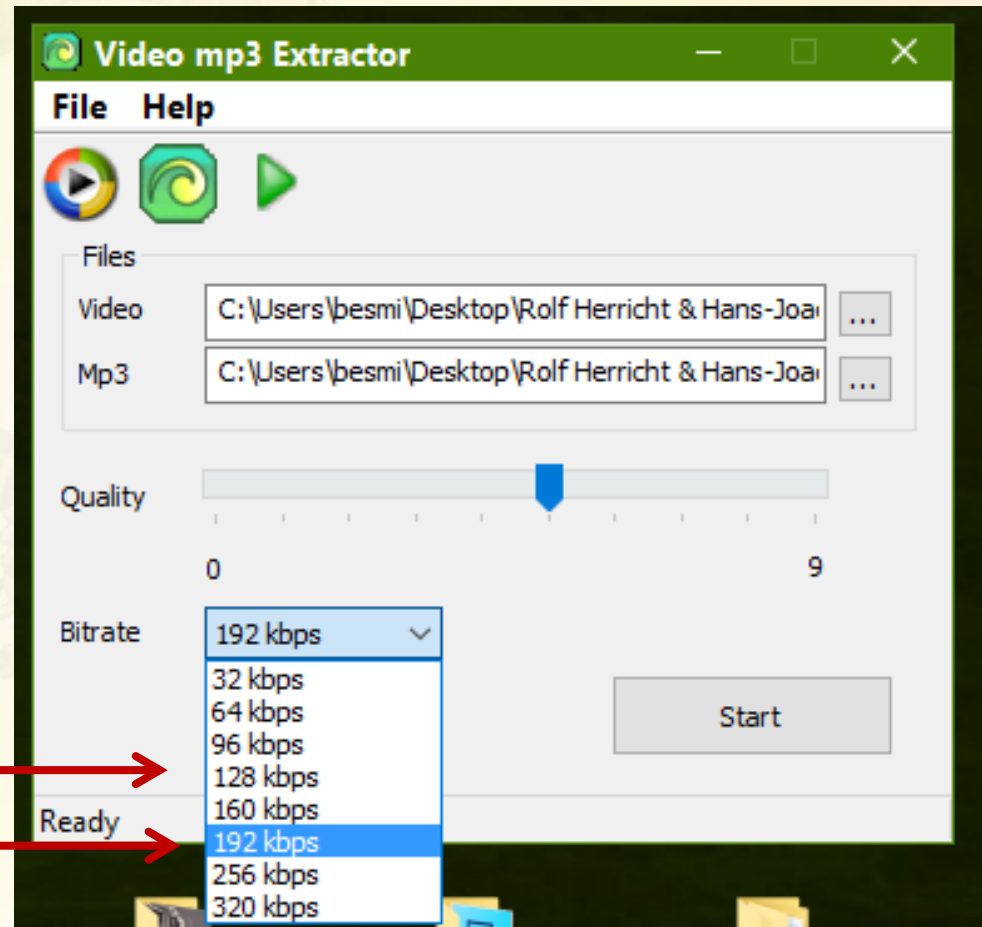 Video mp3 Extractor
File Help
Files
Video C:\Users\besmi\Desktop\Rolf Herricht & Hans-Joa ...
Mp3 C:\Users\besmi\Desktop\Rolf Herricht & Hans-Joa ...
Quality
0 9
Bitrate 192 kbps
32 kbps
64 kbps
96 kbps
128 kbps
160 kbps
192 kbps
256 kbps
320 kbps
Start
Ready